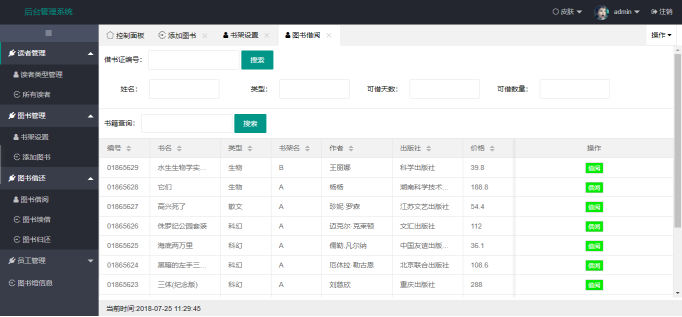 后台管理系统
皮肤
admin
注销
读者管理
读者类型管理
所有读者
图书管理
书架设置
添加图书
图书借还
图书借阅
图书续借
图书归还
员工管理
图书短信息
控制面板 添加图书 书架设置 图书借阅 操作
借书证编号: 搜索
姓名: 类型: 可借天数: 可借数量:
书籍查询: 搜索
编号 书名 类型 书架名 作者 出版社 价格 操作
01865629 水生生物学实... 生物 B 王丽娜 科学出版社 39.8 借阅
01865628 它们 生物 A 杨杨 湖南科学技术... 188.8 借阅
01865627 高兴死了 散文 A 珍妮·罗森 江苏文艺出版社 54.4 借阅
01865626 侏罗纪公园套装 科幻 A 迈克尔·克莱顿 文汇出版社 112 借阅
01865625 海底两万里 科幻 A 儒勒·凡尔纳 中国友谊出版... 36.1 借阅
01865624 黑暗的左手三... 科幻 A 厄休拉·勒古恩 北京联合出版社 108.6 借阅
01865623 三体(纪念版) 科幻 A 刘慈欣 重庆出版社 288 借阅
当前时间:2018-07-25 11:29:45